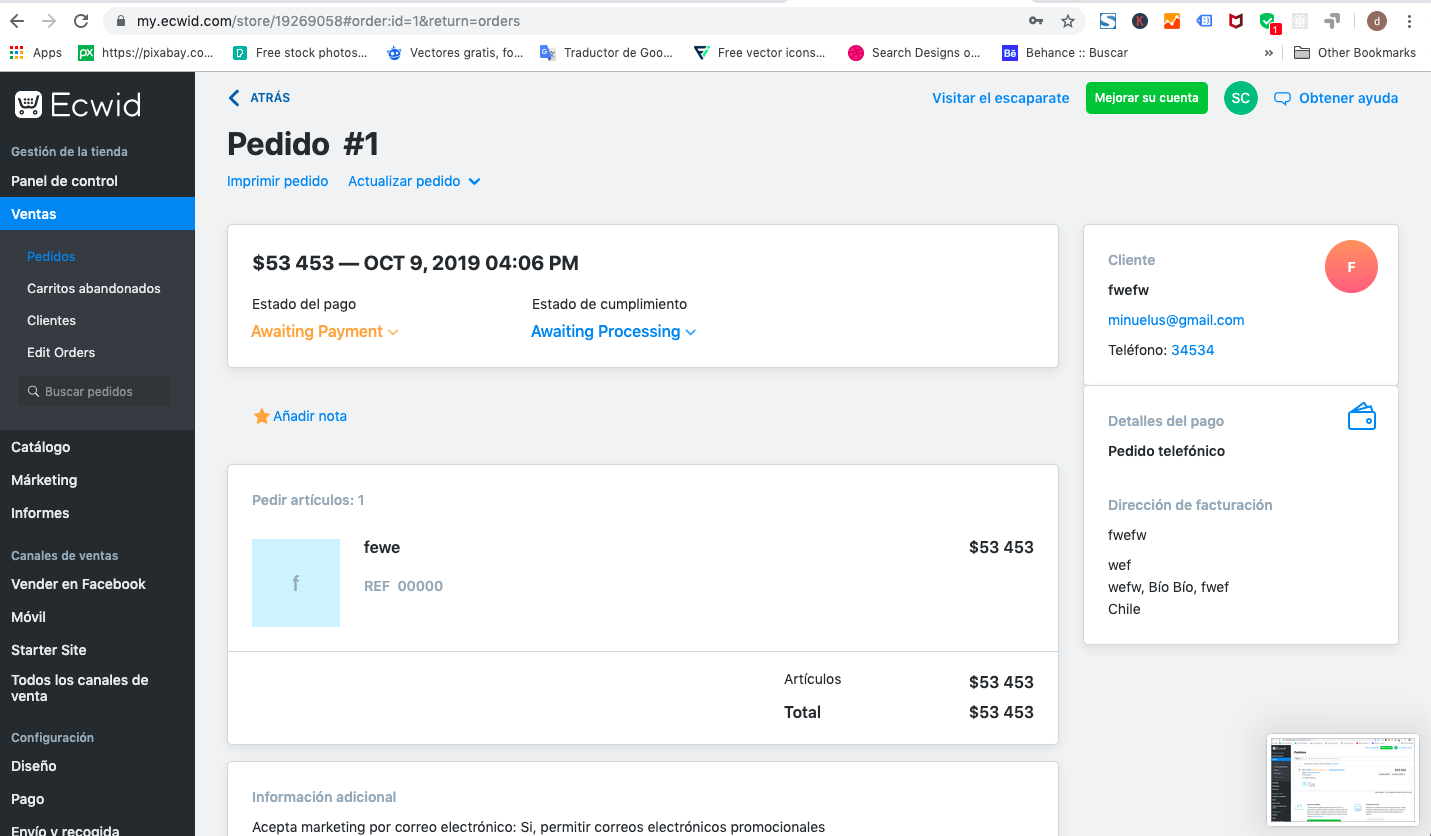 my.ecwid.com/store/19269058#order:id=1&return=orders
K
1
d
Apps
px
https://pixabay.co...
Free stock photos...
Vectores gratis, fo...
Traductor de Goo...
Free vector icons...
Search Designs o...
Bē
Behance :: Buscar
»
Other Bookmarks
Ecwid
Gestión de la tienda
Panel de control
Ventas
Pedidos
Carritos abandonados
Clientes
Edit Orders
Buscar pedidos
Catálogo
Márketing
Informes
Canales de ventas
Vender en Facebook
Móvil
Starter Site
Todos los canales de
venta
Configuración
Diseño
Pago
Envío y recogida
ATRÁS
Visitar el escaparate
Mejorar su cuenta
SC
Obtener ayuda
Pedido #1
Imprimir pedido
Actualizar pedido
$53 453 — OCT 9, 2019 04:06 PM
Estado del pago
Estado de cumplimiento
Awaiting Payment
Awaiting Processing
Añadir nota
Pedir artículos: 1
f
fewe
$53 453
REF 00000
Artículos
$53 453
Total
$53 453
Información adicional
Acepta marketing por correo electrónico: Si, permitir correos electrónicos promocionales
Cliente
F
fwefw
minuelus@gmail.com
Teléfono: 34534
Detalles del pago
Pedido telefónico
Dirección de facturación
fwefw
wef
wefw, Bío Bío, fwef
Chile